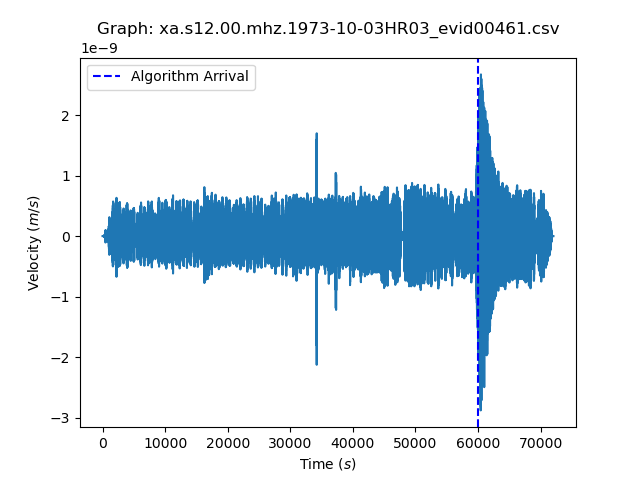 Graph: xa.s12.00.mhz.1973-10-03HR03_evid00461.csv
1e−9
Algorithm Arrival
2
1
0
−1
−2
−3
Velocity (m/s)
0 10000 20000 30000 40000 50000 60000 70000
Time (s)